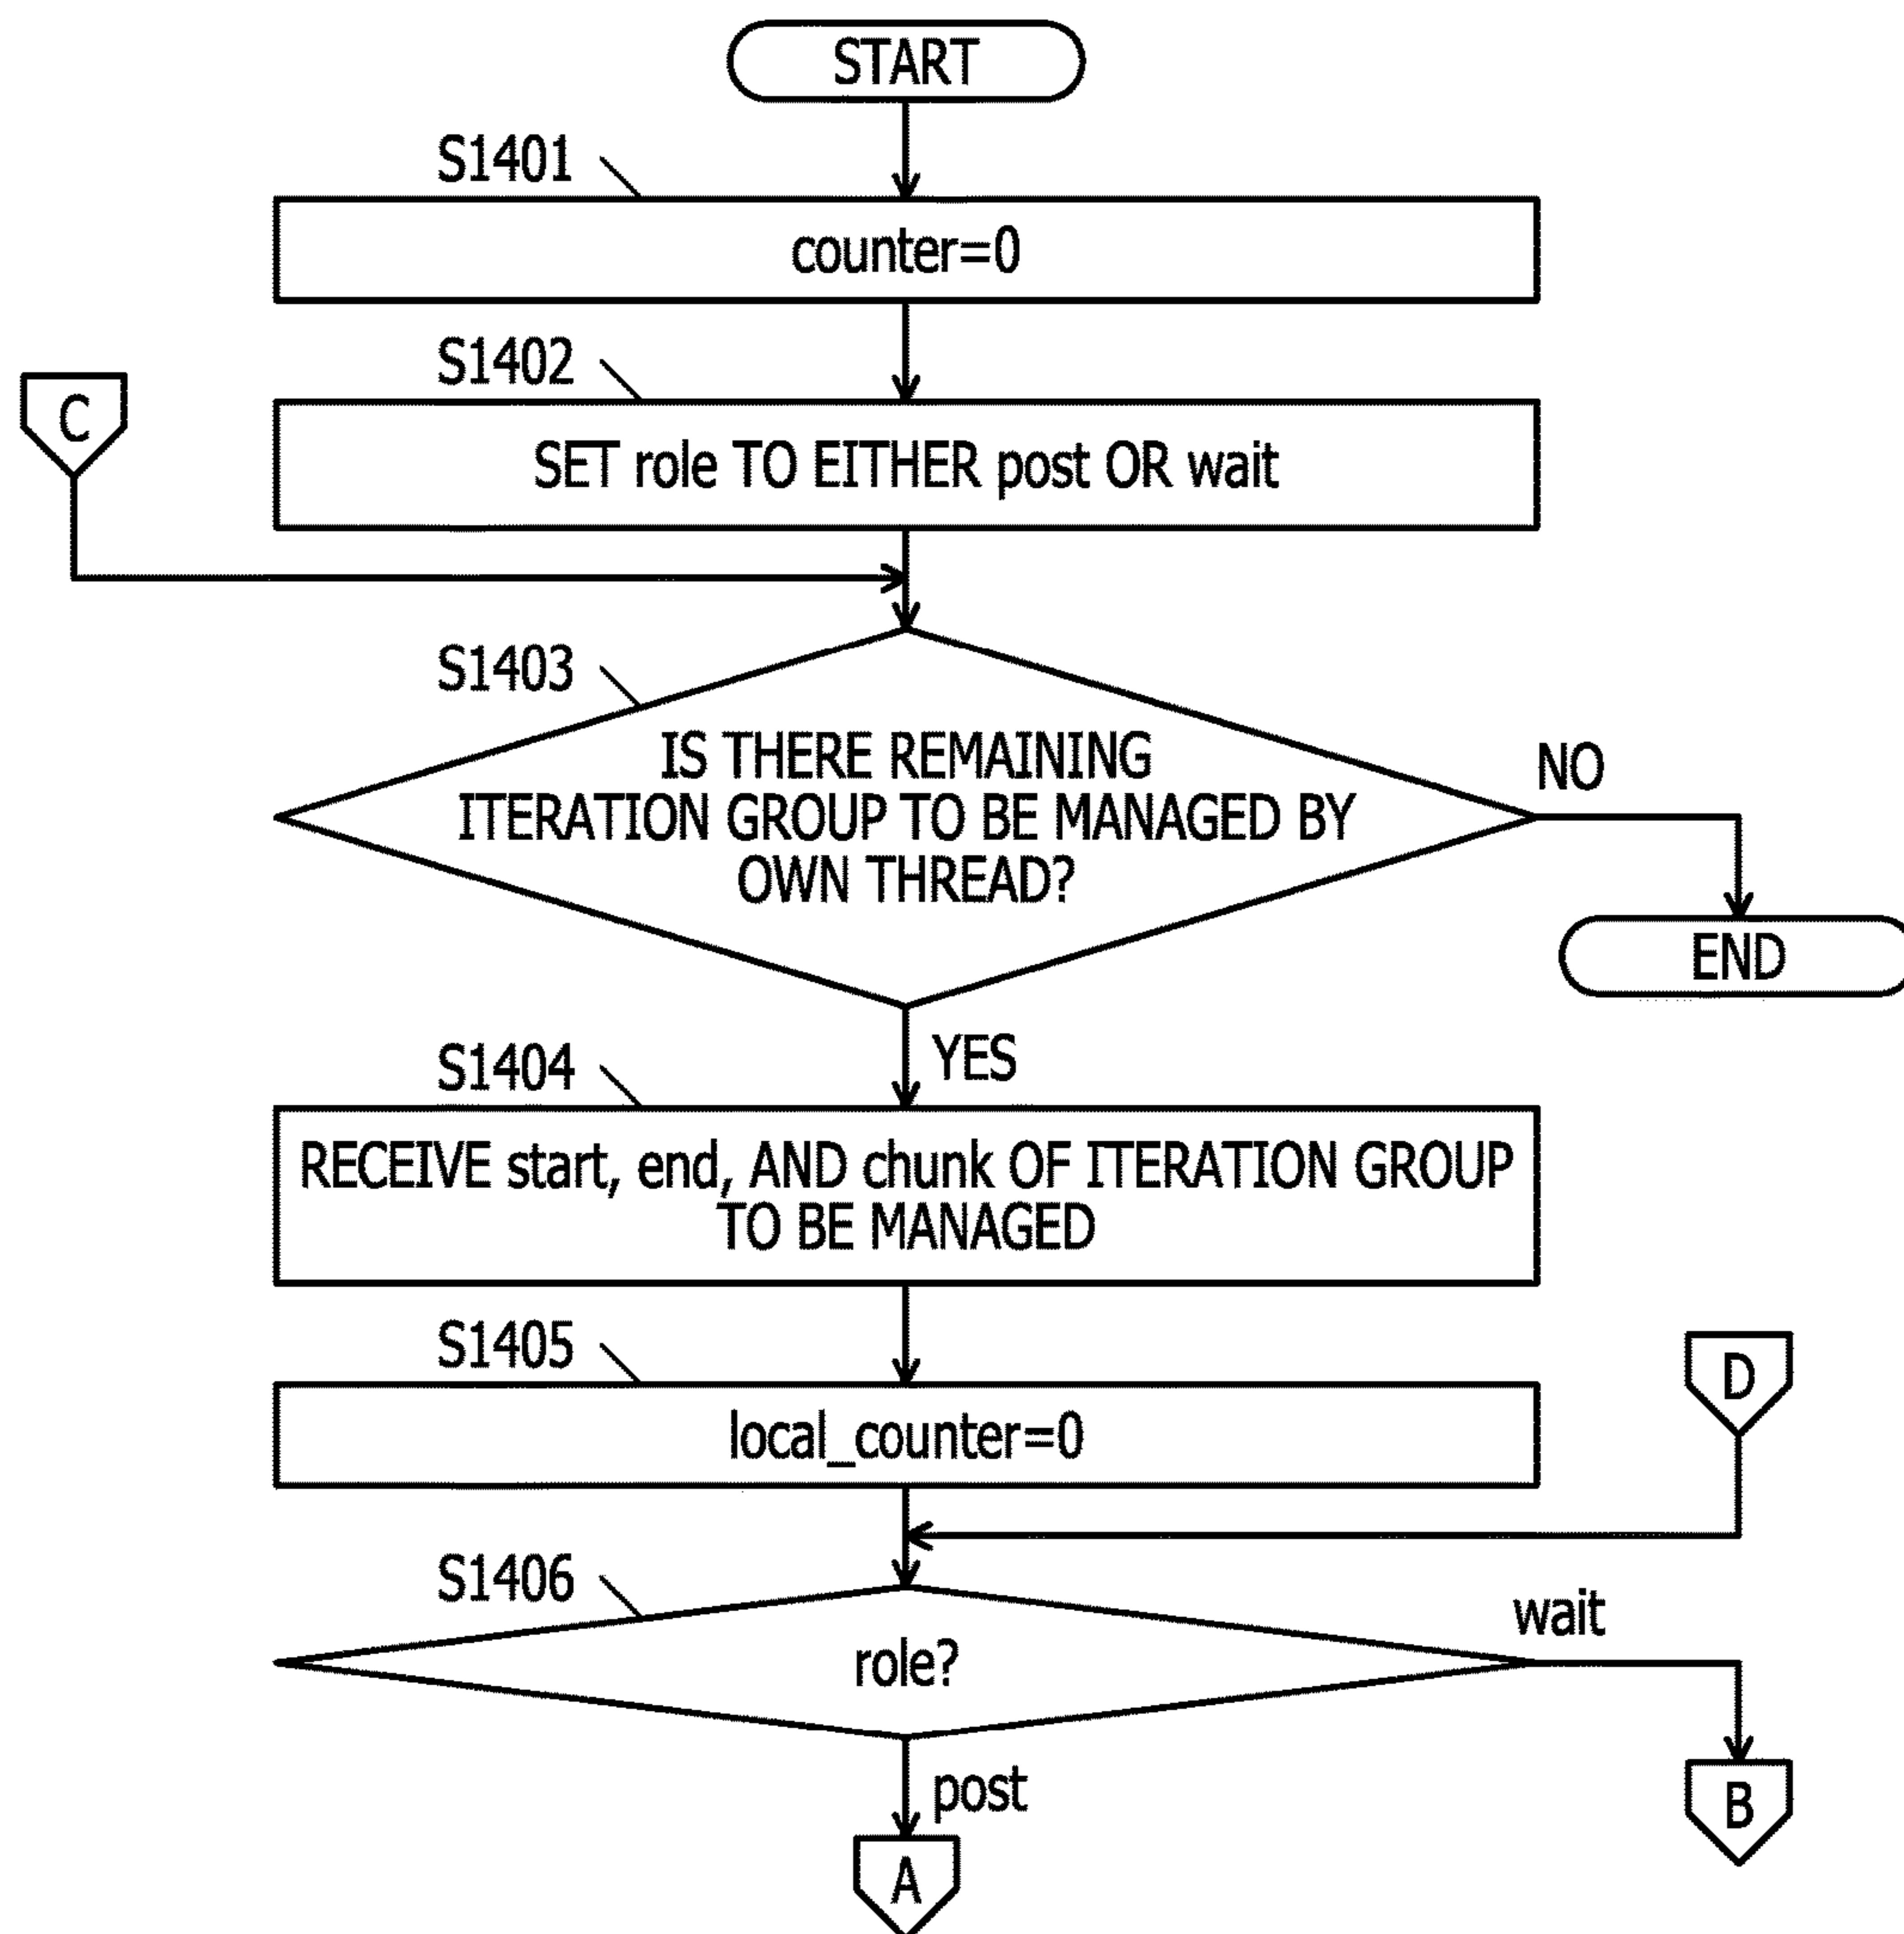 START
S1401
counter=0
S1402
C
SET role TO EITHER post OR wait
S1403
IS THERE REMAINING
ITERATION GROUP TO BE MANAGED BY
OWN THREAD?
NO
END
YES
S1404
RECEIVE start, end, AND chunk OF ITERATION GROUP
TO BE MANAGED
S1405
D
local_counter=0
S1406
wait
role?
post
B
A